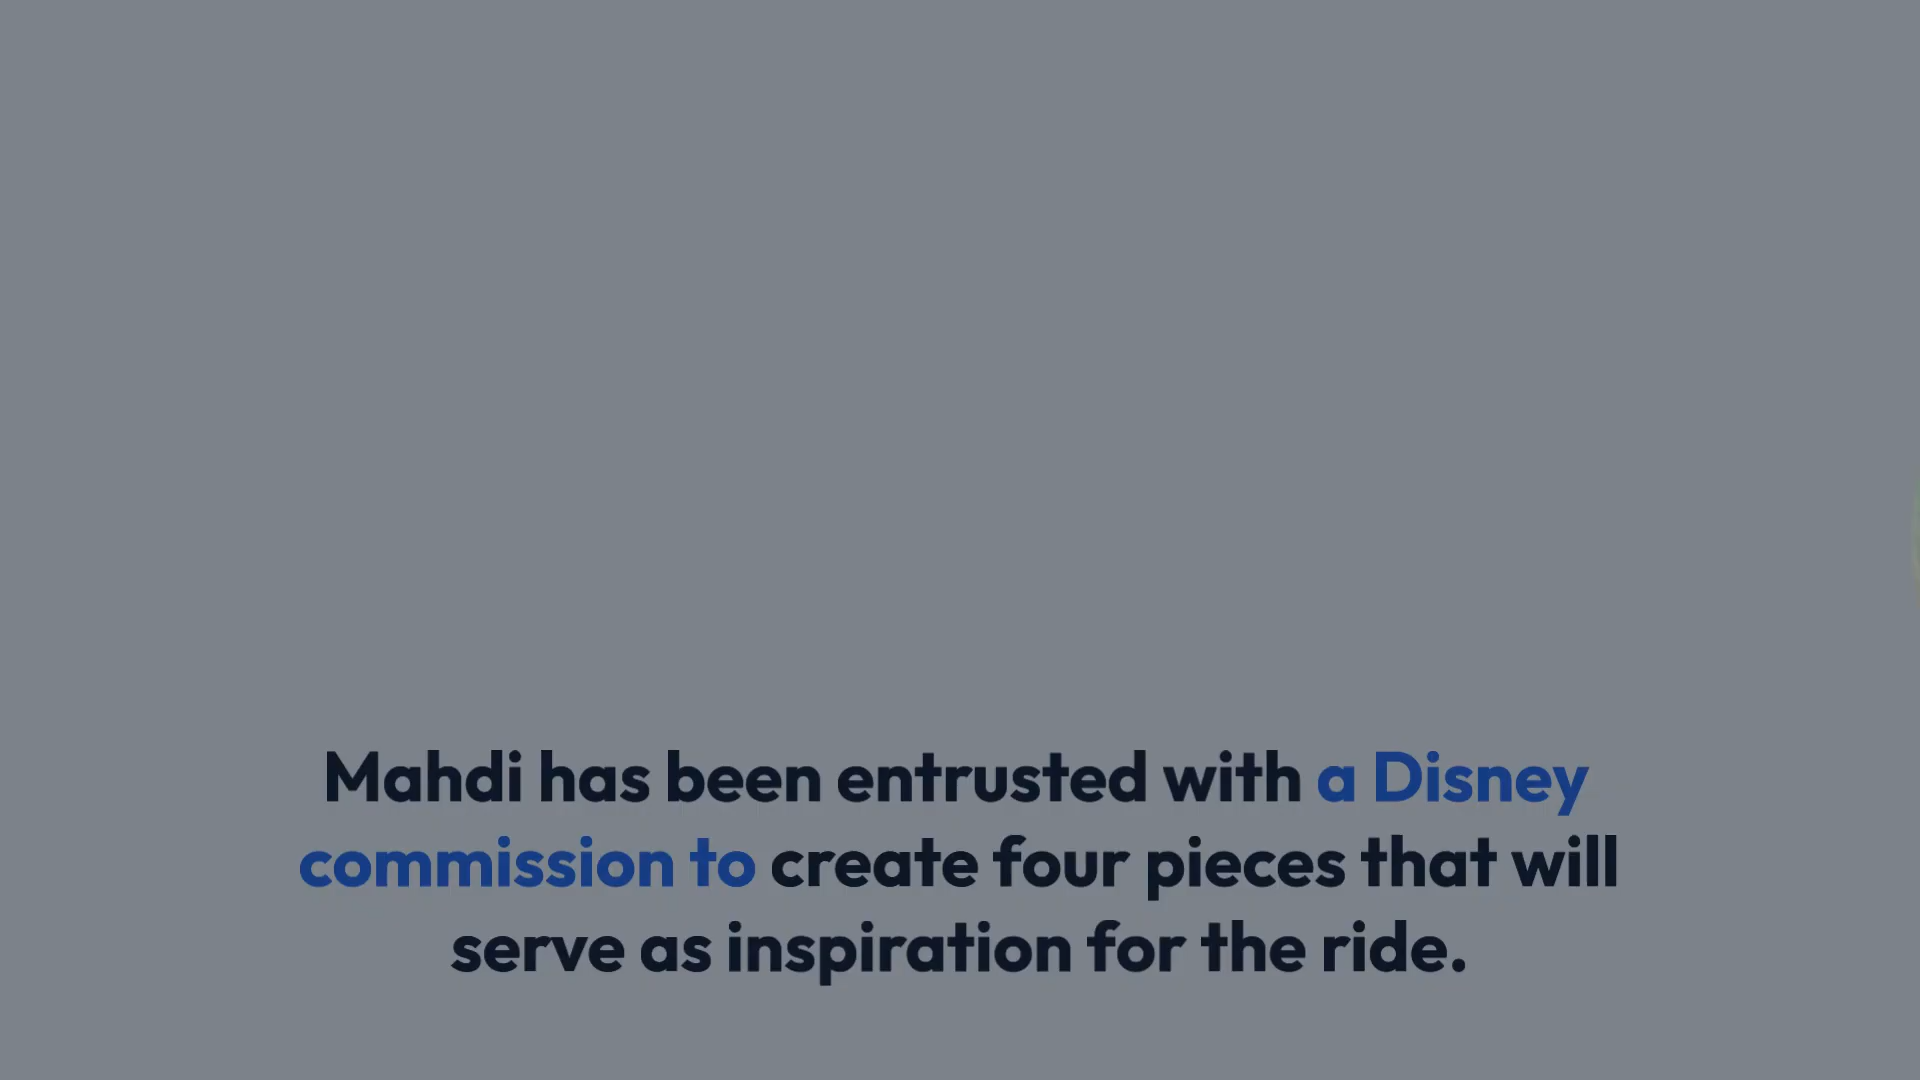 Mahdi has been entrusted with a Disney
commission to create four pieces that will
serve as inspiration for the ride.